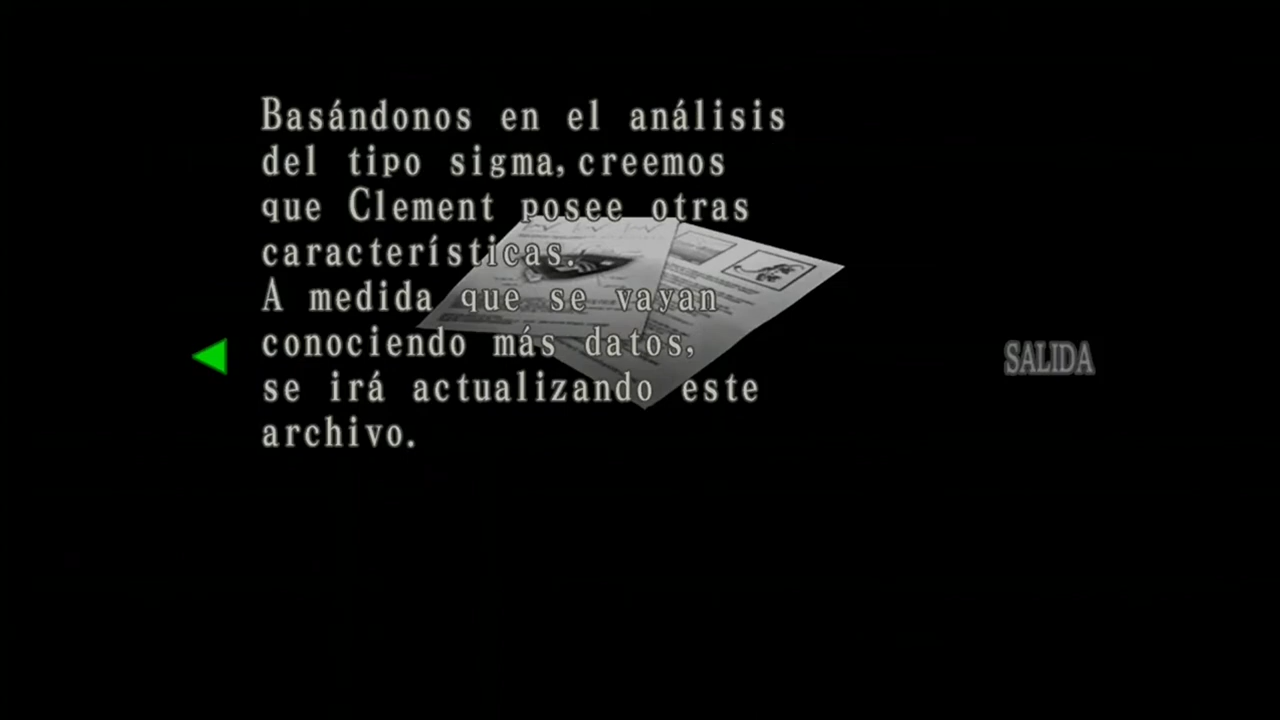 Basándonos en el análisis
del tipo sigma, creemos
que Clement posee otras
características.
A medida que se vayan
conociendo más datos,
se irá actualizando este
archivo.
SALIDA